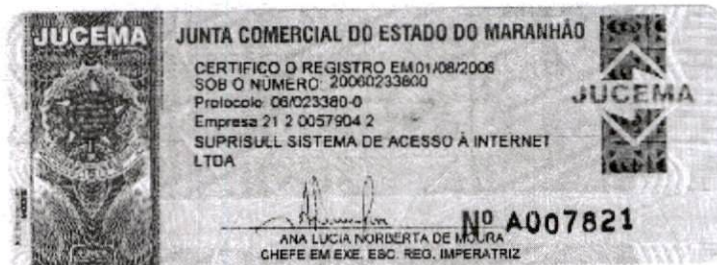 JUCEMA
JUNTA COMERCIAL DO ESTADO DO MARANHÃO
CERTIFICO O REGISTRO EM 01/08/2006
SOB O NÚMERO: 20060233800
Protocolo: 06/023380-0
Empresa 21 2 0057904 2
SUPRISULL SISTEMA DE ACESSO À INTERNET
LTDA
JUCEMA
Nº A007821
ANA LUCIA NORBERTA DE MOURA
CHEFE EM EXE. ESC. REG. IMPERATRIZ